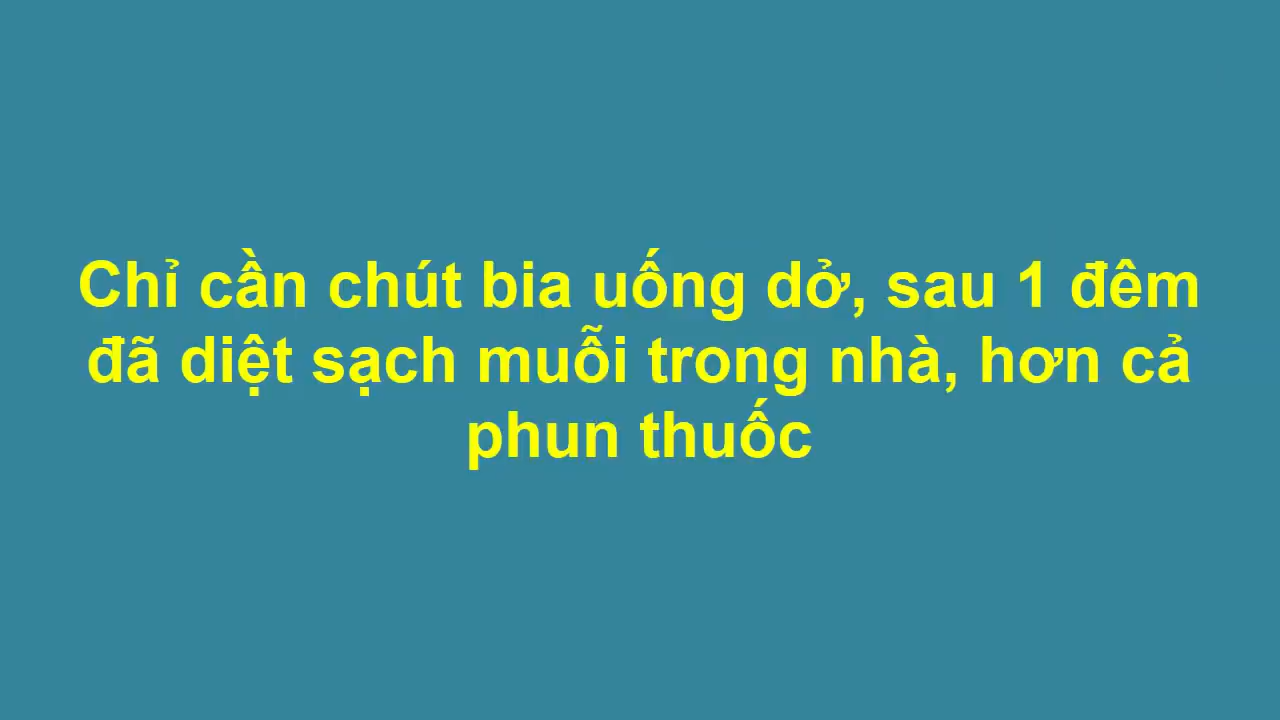 Chỉ cần chút bia uống dở, sau 1 đêm
đã diệt sạch muỗi trong nhà, hơn cả
phun thuốc